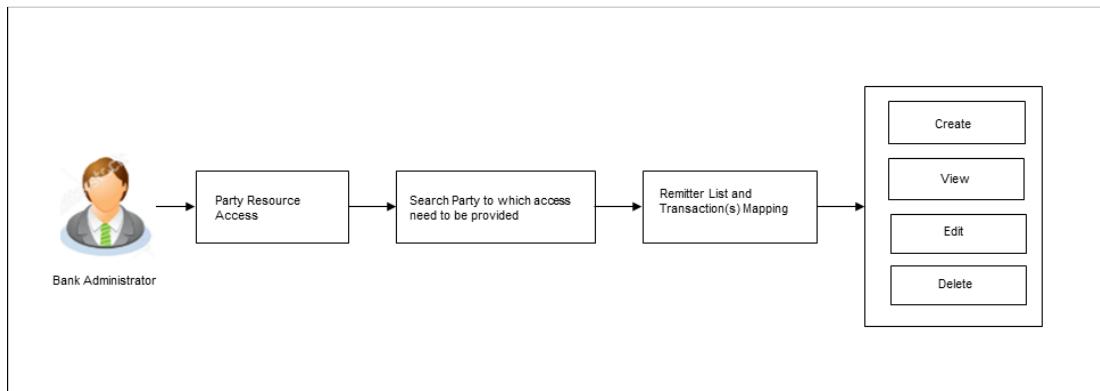 Bank Administrator
Party Resource
Access
Search Party to which access
need to be provided
Remitter List and
Transaction(s) Mapping
Create
View
Edit
Delete